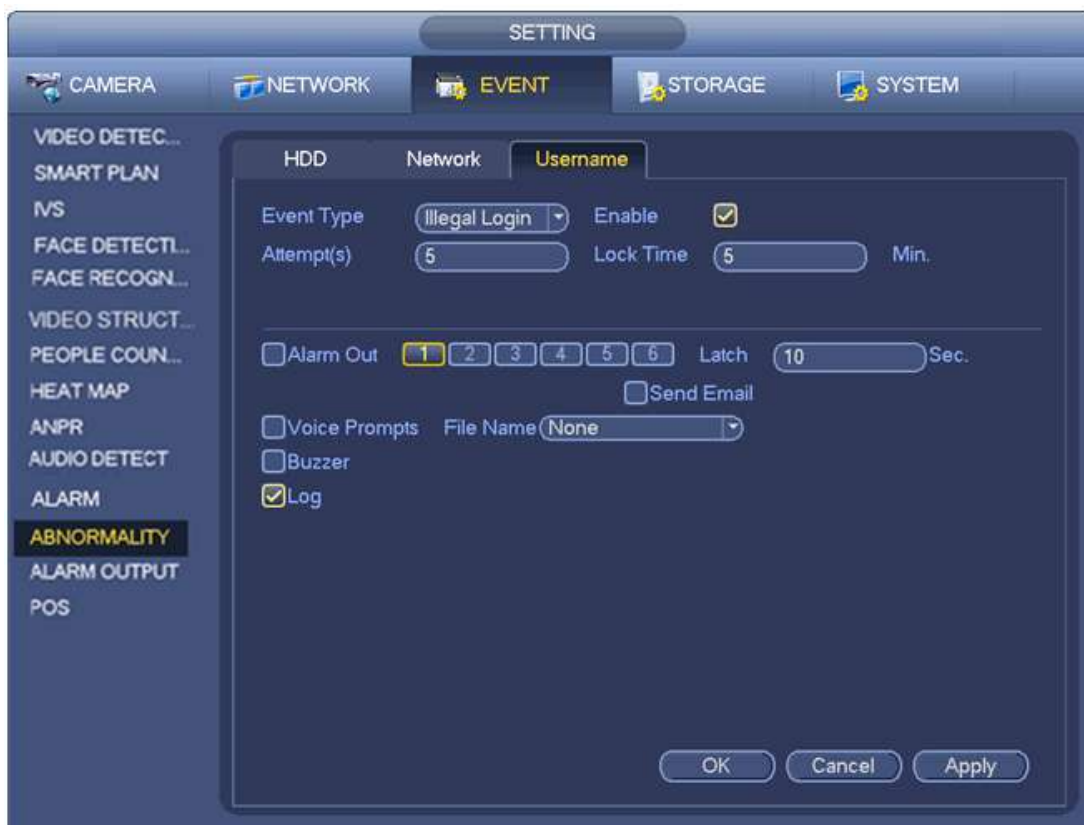 SETTING
CAMERA NETWORK EVENT STORAGE SYSTEM
VIDEO DETEC...
SMART PLAN
IVS
FACE DETECTI...
FACE RECOGN...
VIDEO STRUCT...
PEOPLE COUN...
HEAT MAP
ANPR
AUDIO DETECT
ALARM
ABNORMALITY
ALARM OUTPUT
POS
HDD Network Username
Event Type Illegal Login Enable
Attempt(s) 5 Lock Time 5 Min.
Alarm Out 1 2 3 4 5 6 Latch 10 Sec.
Send Email
Voice Prompts File Name None
Buzzer
Log
OK Cancel Apply